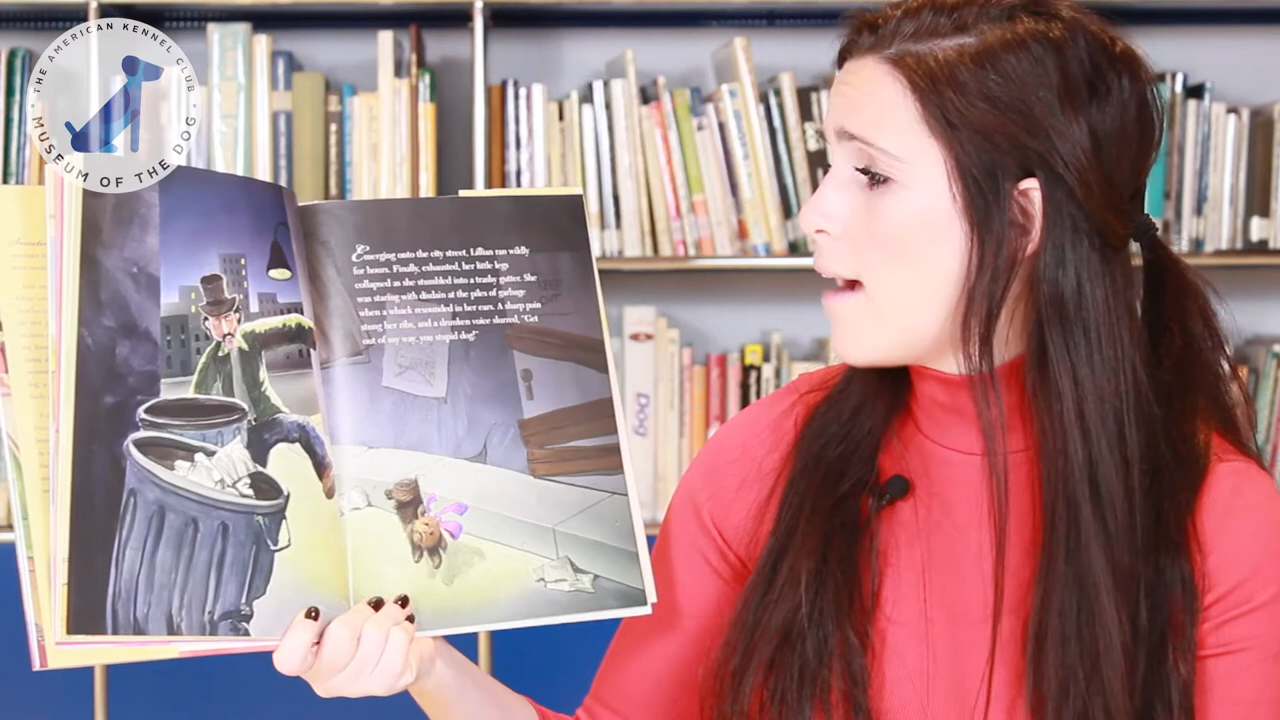 THE AMERICAN KENNEL CLUB
MUSEUM OF THE DOG
Emerging onto the city street, Lillian ran wildly
for hours. Finally, exhausted, her little legs
collapsed as she stumbled into a trashy gutter. She
was staring with disdain at the piles of garbage
when a whack resounded in her ears. A sharp pain
stung her ribs, and a drunken voice slurred, "Get
out of my way, you stupid dog!"
Dog